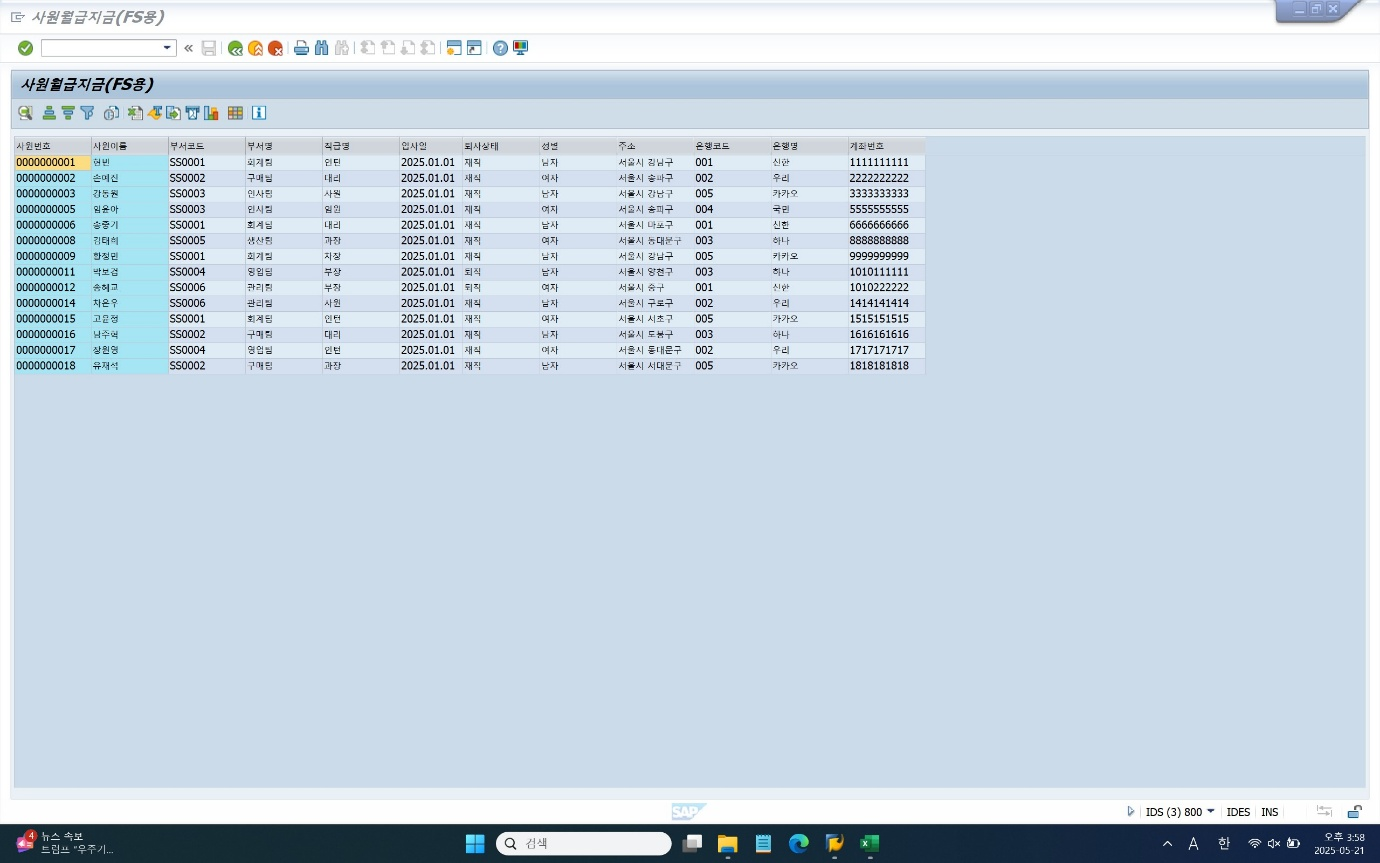 사원월급지금(FS용)
사원월급지금(FS용)
사원번호 사원이름 부서코드 부서명 직급명 입사일 퇴사상태 성별 주소 은행코드 은행명 계좌번호
0000000001 현빈 SS0001 회계팀 인턴 2025.01.01 재직 남자 서울시 강남구 001 신한 1111111111
0000000002 손예진 SS0002 구매팀 대리 2025.01.01 재직 여자 서울시 송파구 002 우리 2222222222
0000000003 강동원 SS0003 인사팀 사원 2025.01.01 재직 남자 서울시 강남구 005 카카오 3333333333
0000000005 임윤아 SS0003 인사팀 임원 2025.01.01 재직 여자 서울시 송파구 004 국민 5555555555
0000000006 송중기 SS0001 회계팀 대리 2025.01.01 재직 남자 서울시 마포구 001 신한 6666666666
0000000008 김태희 SS0005 생산팀 과장 2025.01.01 재직 여자 서울시 동대문구 003 하나 8888888888
0000000009 황정민 SS0001 회계팀 차장 2025.01.01 재직 남자 서울시 강남구 005 카카오 9999999999
0000000011 박보검 SS0004 영업팀 부장 2025.01.01 퇴직 남자 서울시 양천구 003 하나 1010111111
0000000012 송혜교 SS0006 관리팀 부장 2025.01.01 퇴직 여자 서울시 중구 001 신한 1010222222
0000000014 차은우 SS0006 관리팀 사원 2025.01.01 재직 남자 서울시 구로구 002 우리 1414141414
0000000015 고윤정 SS0001 회계팀 인턴 2025.01.01 재직 여자 서울시 서초구 005 카카오 1515151515
0000000016 남주혁 SS0002 구매팀 대리 2025.01.01 재직 남자 서울시 도봉구 003 하나 1616161616
0000000017 장원영 SS0004 영업팀 인턴 2025.01.01 재직 여자 서울시 동대문구 002 우리 1717171717
0000000018 유재석 SS0002 구매팀 과장 2025.01.01 재직 남자 서울시 서대문구 005 카카오 1818181818
SAP
IDS (3) 800 IDES INS
4 뉴스 속보
트럼프 "우주기...
검색
A 한
오후 3:58
2025-05-21